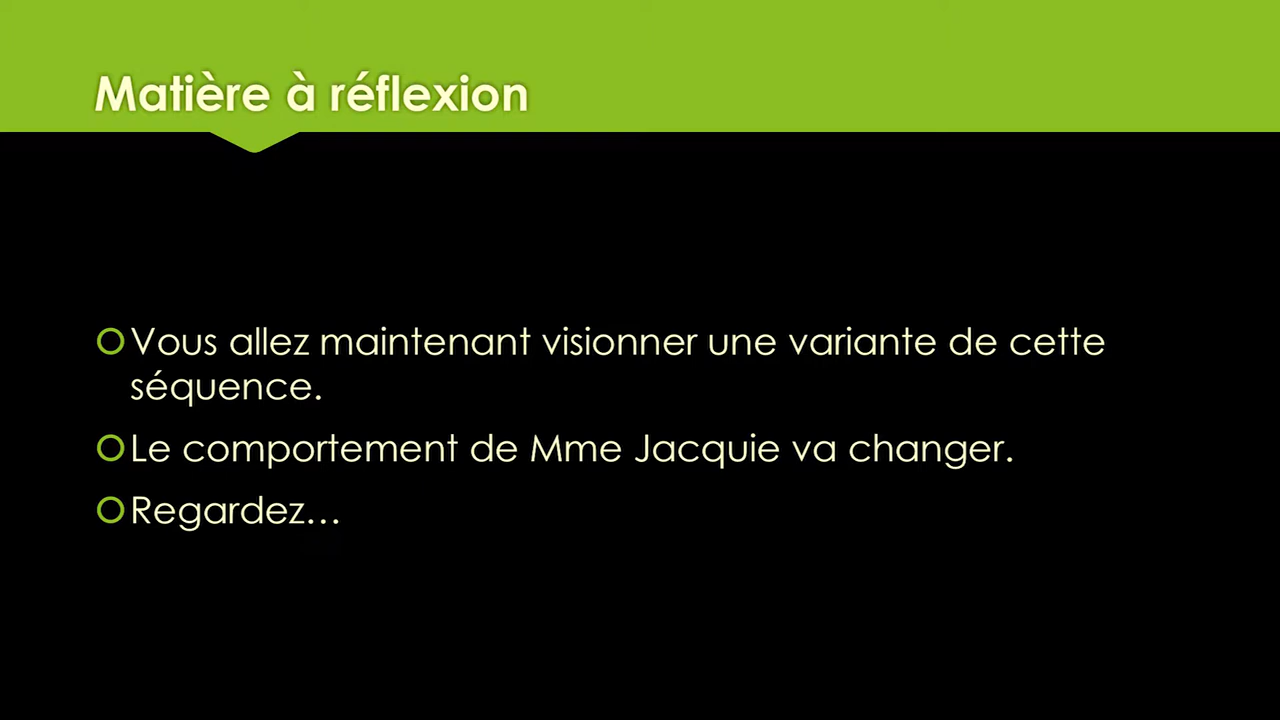 Matière à réflexion
Vous allez maintenant visionner une variante de cette
séquence.
Le comportement de Mme Jacquie va changer.
Regardez…